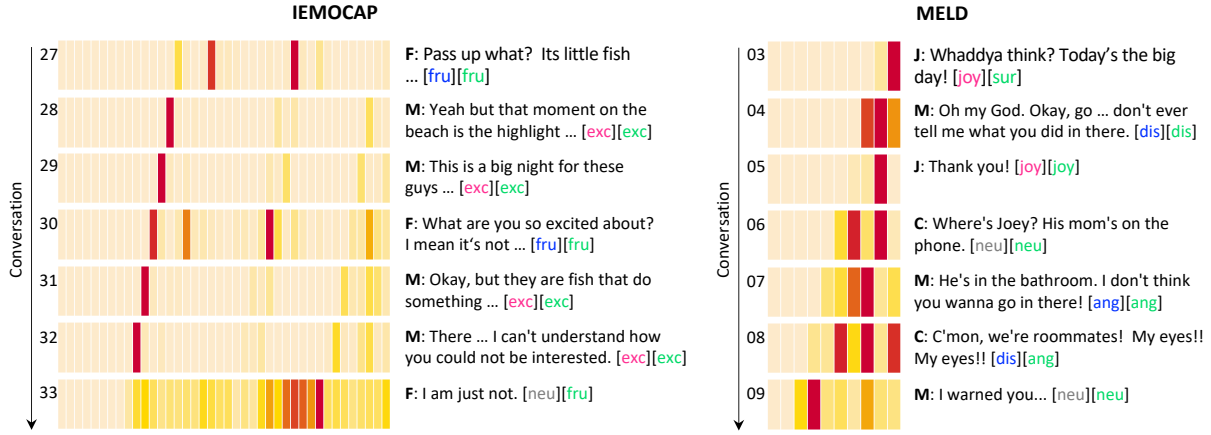 IEMOCAP
Conversation
27
F: Pass up what? Its little fish
... [fru][fru]
28
M: Yeah but that moment on the
beach is the highlight ... [exc][exc]
29
M: This is a big night for these
guys ... [exc][exc]
30
F: What are you so excited about?
I mean it‘s not ... [fru][fru]
31
M: Okay, but they are fish that do
something ... [exc][exc]
32
M: There ... I can't understand how
you could not be interested. [exc][exc]
33
F: I am just not. [neu][fru]
MELD
Conversation
03
J: Whaddya think? Today’s the big
day! [joy][sur]
04
M: Oh my God. Okay, go ... don't ever
tell me what you did in there. [dis][dis]
05
J: Thank you! [joy][joy]
06
C: Where's Joey? His mom's on the
phone. [neu][neu]
07
M: He's in the bathroom. I don't think
you wanna go in there! [ang][ang]
08
C: C'mon, we're roommates! My eyes!!
My eyes!! [dis][ang]
09
M: I warned you... [neu][neu]